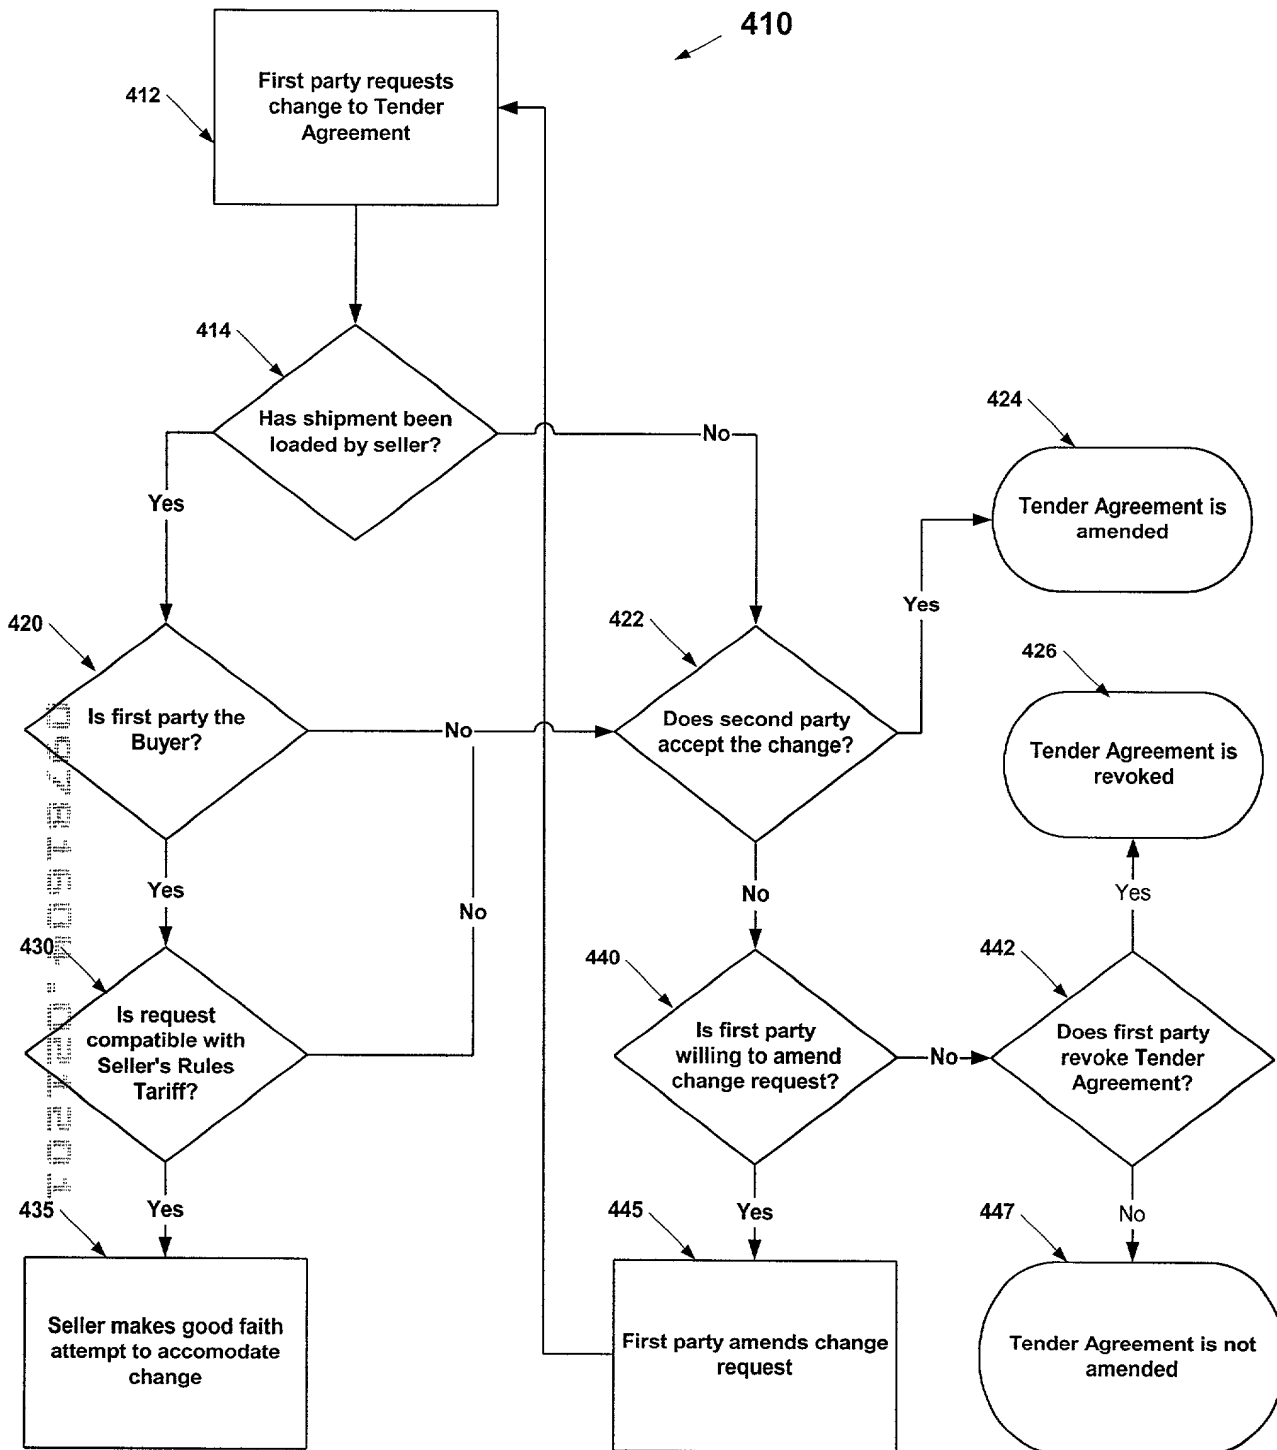 410
412
First party requests
change to Tender
Agreement
414
Has shipment been
loaded by seller?
No
Yes
424
Tender Agreement is
amended
420
Is first party the
Buyer?
No
422
Does second party
accept the change?
Yes
426
Tender Agreement is
revoked
Yes
No
No
Yes
430
Is request
compatible with
Seller's Rules
Tariff?
440
Is first party
willing to amend
change request?
No
442
Does first party
revoke Tender
Agreement?
Yes
Yes
No
435
Seller makes good faith
attempt to accomodate
change
445
First party amends change
request
447
Tender Agreement is not
amended